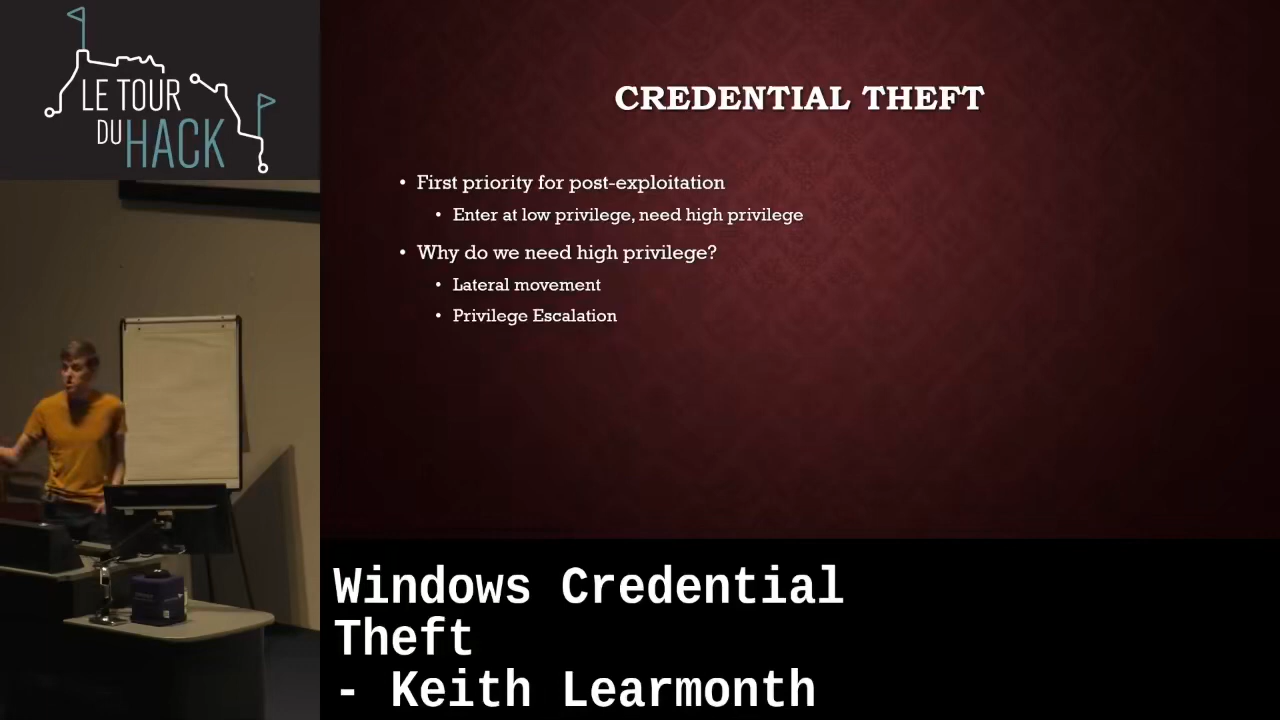 LE TOUR
DU HACK
CREDENTIAL THEFT
• First priority for post-exploitation
• Enter at low privilege, need high privilege
• Why do we need high privilege?
• Lateral movement
• Privilege Escalation
Windows Credential
Theft
- Keith Learmonth